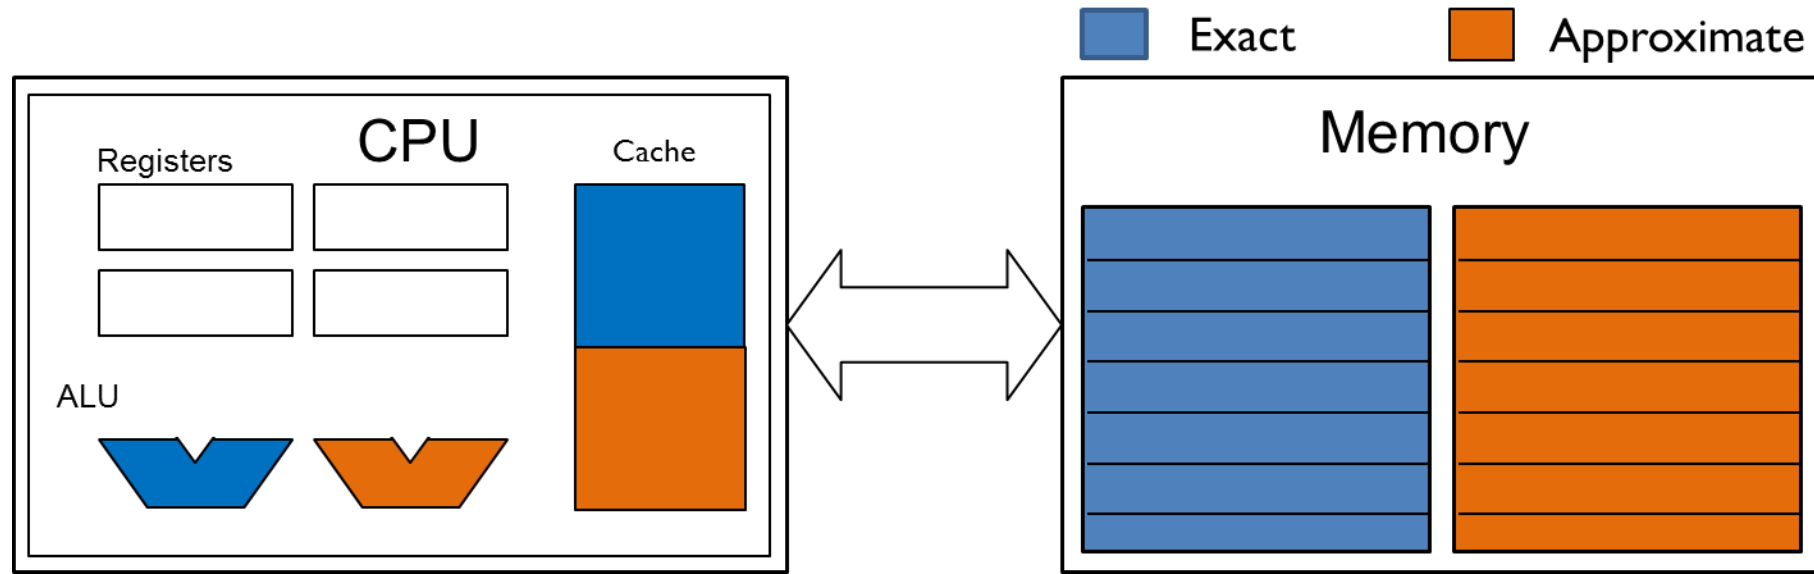 Exact
Approximate
CPU
Registers
Cache
ALU
Memory